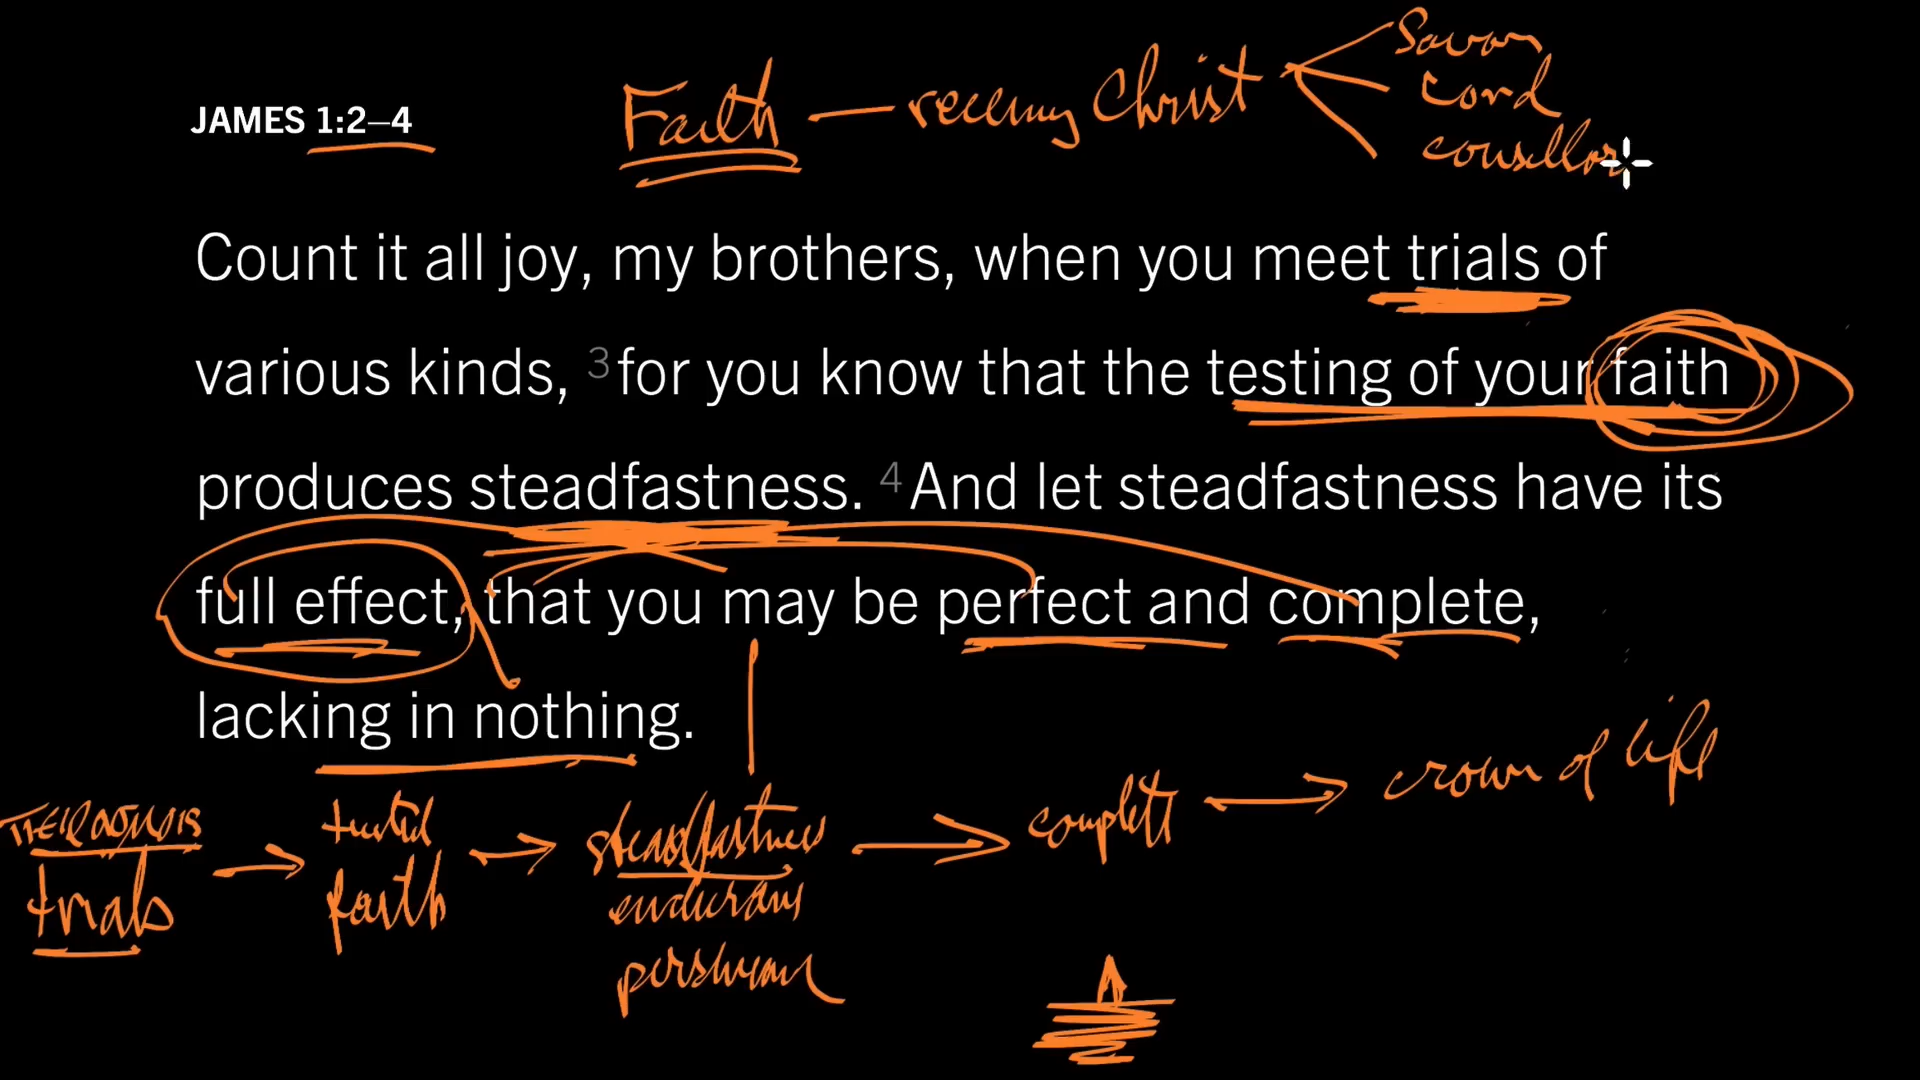 Savior
JAMES 1:2–4
Faith — receiving Christ
Lord
counsellor
Count it all joy, my brothers, when you meet trials of
various kinds, 3 for you know that the testing of your faith
produces steadfastness. 4 And let steadfastness have its
full effect, that you may be perfect and complete,
lacking in nothing.
→ crown of life
tested
steadfastness → complete
trials → faith →
endurance